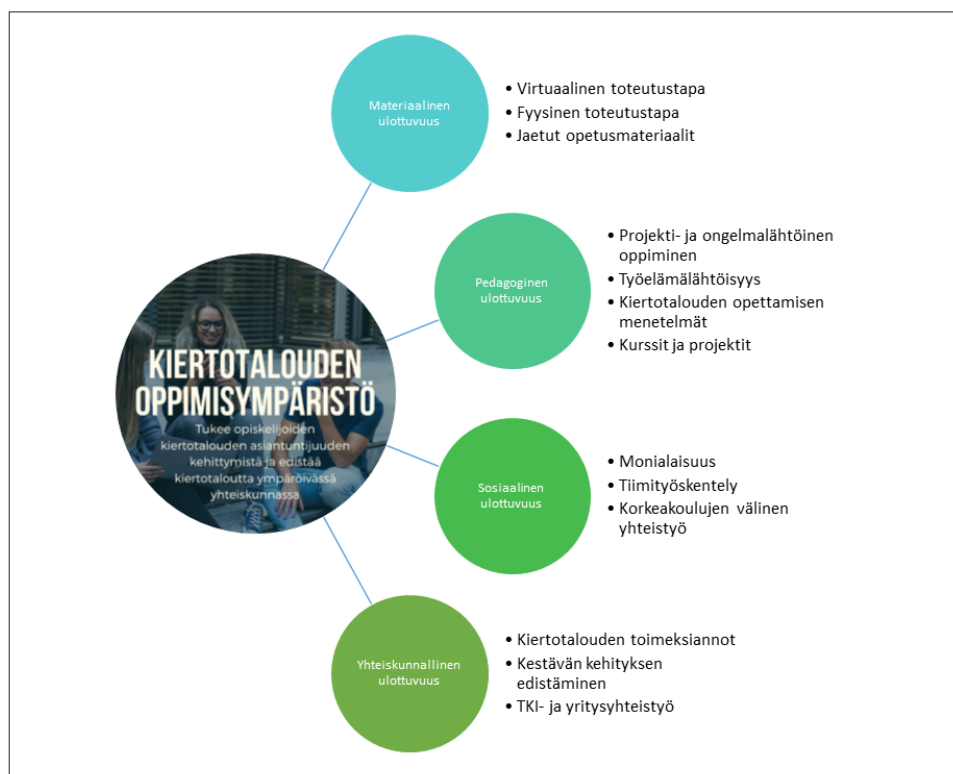 Materiaalinen
ulottuvuus
• Virtuaalinen toteutustapa
• Fyysinen toteutustapa
• Jaetut opetusmateriaalit
Pedagoginen
ulottuvuus
• Projekti- ja ongelmalähtöinen
oppiminen
• Työelämälähtöisyys
• Kiertotalouden opettamisen
menetelmät
• Kurssit ja projektit
KIERTOTALOUDEN
OPPIMISYMPÄRISTÖ
Tukee opiskelijoiden
kiertotalouden asiantuntijuuden
kehittymistä ja edistää
kiertotaloutta ympäröivässä
yhteiskunnassa
Sosiaalinen
ulottuvuus
• Monialaisuus
• Tiimityöskentely
• Korkeakoulujen välinen
yhteistyö
Yhteiskunnallinen
ulottuvuus
• Kiertotalouden toimeksiannot
• Kestävän kehityksen
edistäminen
• TKI- ja yritysyhteistyö